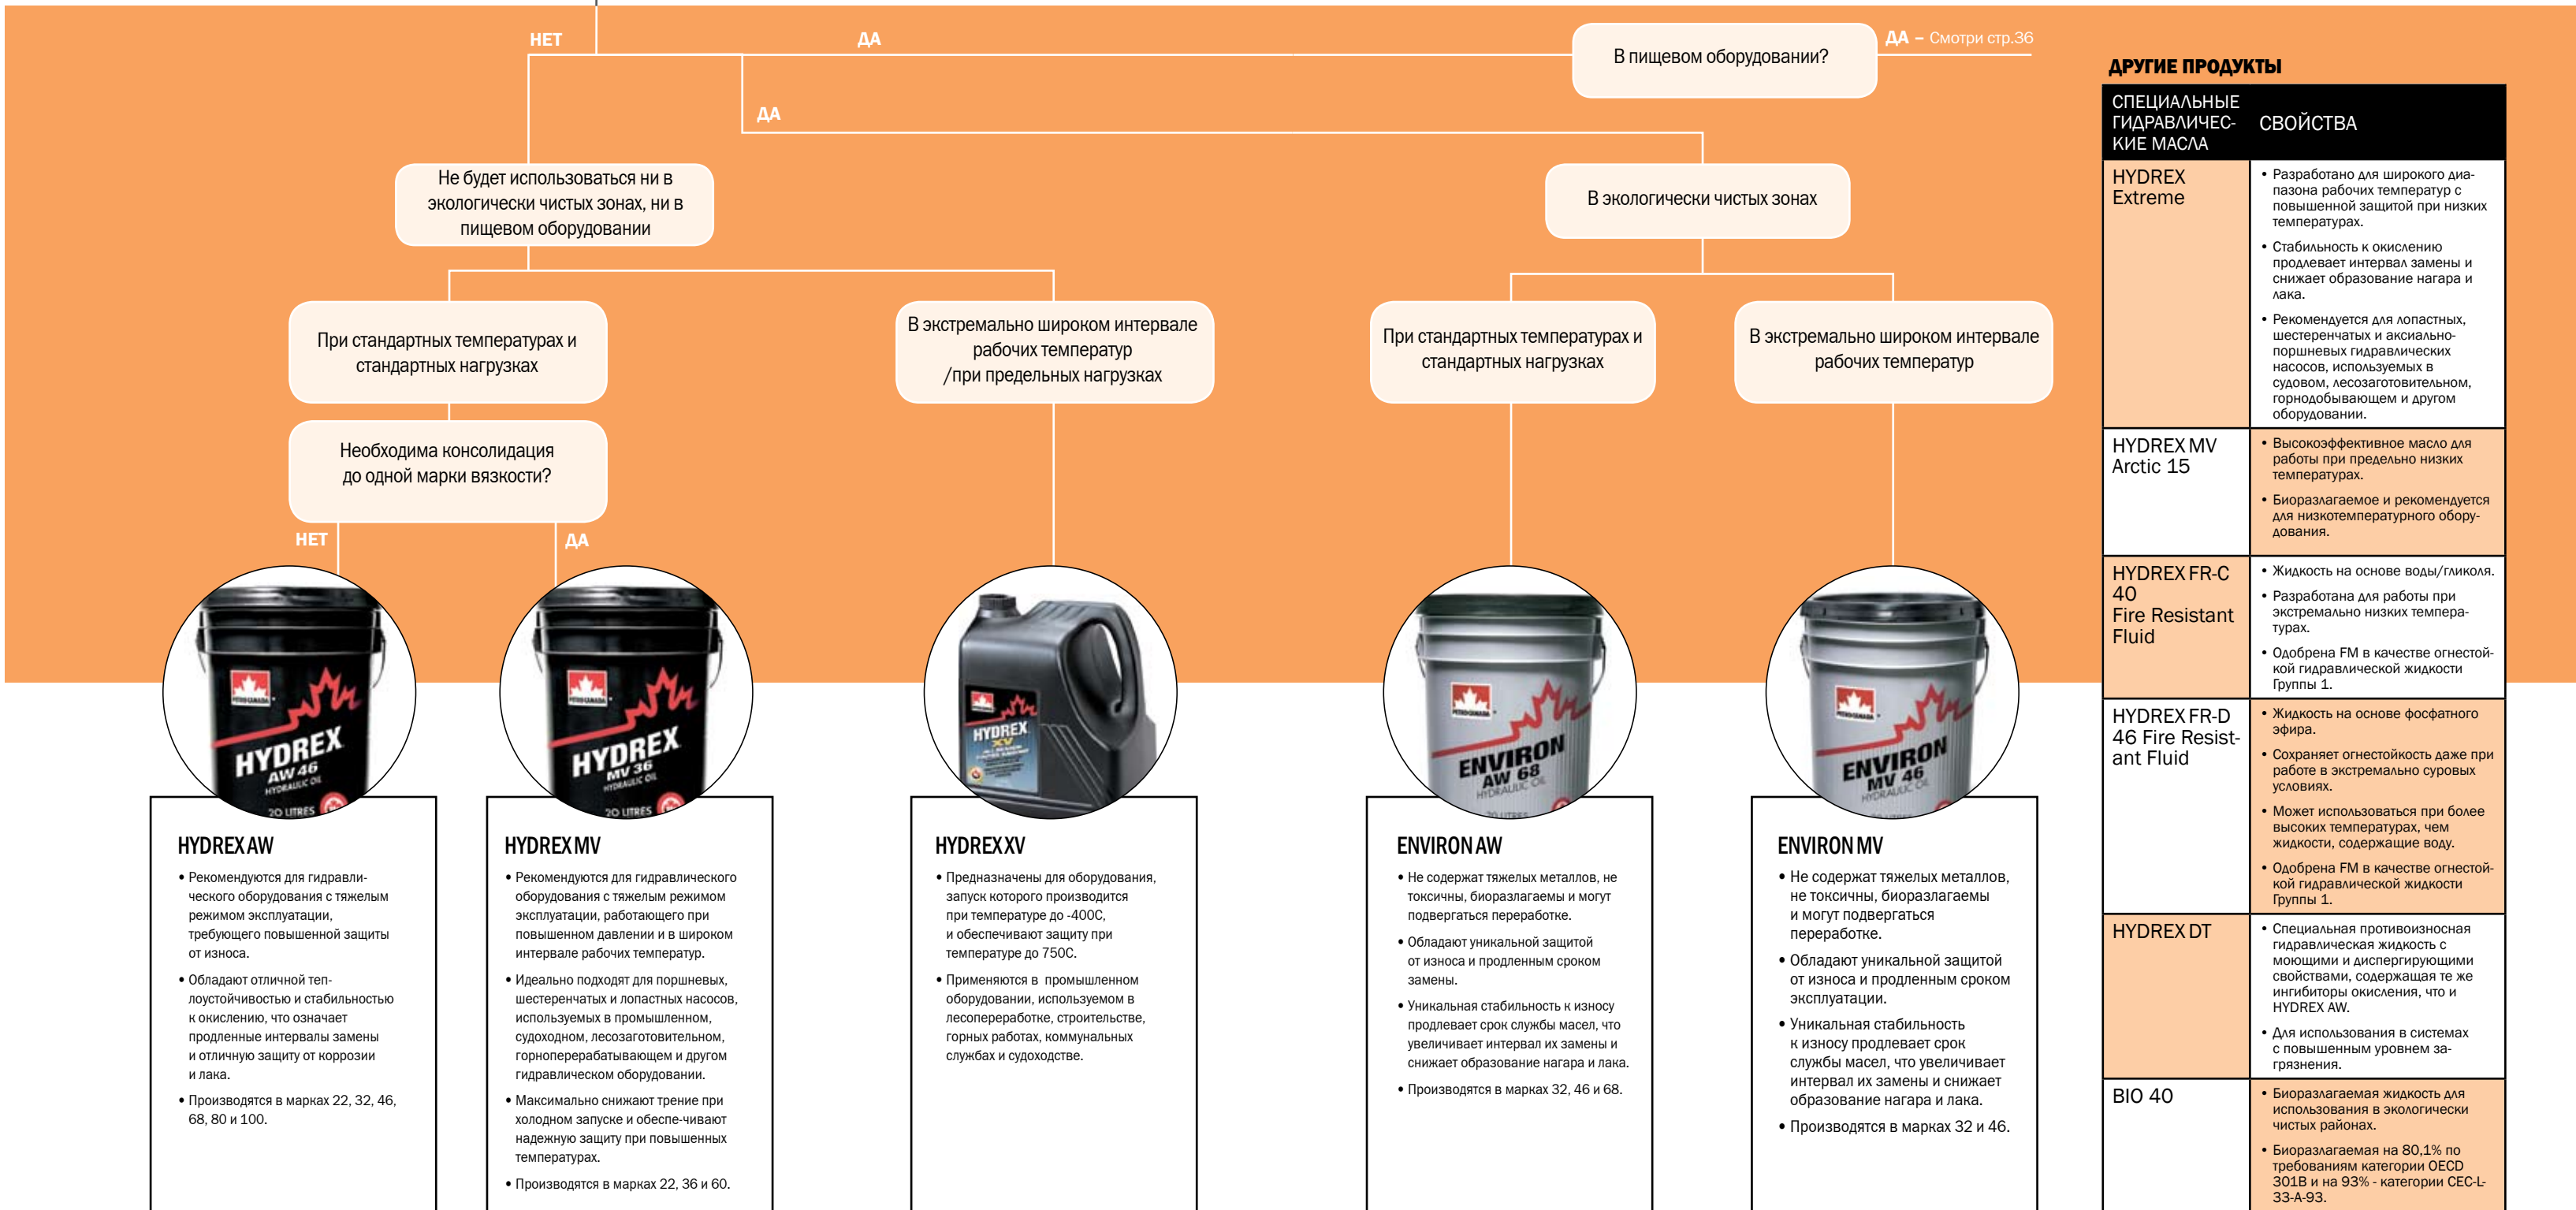 НЕТ
ДА
В пищевом оборудовании?
ДА – Смотри стр.36
ДА
Не будет использоваться ни в
экологически чистых зонах, ни в
пищевом оборудовании
В экологически чистых зонах
При стандартных температурах и
стандартных нагрузках
В экстремально широком интервале
рабочих температур
/при предельных нагрузках
При стандартных температурах и
стандартных нагрузках
В экстремально широком интервале
рабочих температур
Необходима консолидация
до одной марки вязкости?
НЕТ
ДА
PETRO-CANADA
HYDREX
AW 46
HYDRAULIC OIL
20 LITRES
PETRO-CANADA
HYDREX
MV 36
HYDRAULIC OIL
20 LITRES
PETRO-CANADA
HYDREX
XV
PETRO-CANADA
ENVIRON
AW 68
HYDRAULIC OIL
20 LITRES
PETRO-CANADA
ENVIRON
MV 46
HYDRAULIC OIL
HYDREX AW
• Рекомендуются для гидравли-
ческого оборудования с тяжелым
режимом эксплуатации,
требующего повышенной защиты
от износа.
• Обладают отличной теп-
лоустойчивостью и стабильностью
к окислению, что означает
продленные интервалы замены
и отличную защиту от коррозии
и лака.
• Производятся в марках 22, 32, 46,
68, 80 и 100.
HYDREX MV
• Рекомендуются для гидравлического
оборудования с тяжелым режимом
эксплуатации, работающего при
повышенном давлении и в широком
интервале рабочих температур.
• Идеально подходят для поршневых,
шестеренчатых и лопастных насосов,
используемых в промышленном,
судоходном, лесозаготовительном,
горноперерабатывающем и другом
гидравлическом оборудовании.
• Максимально снижают трение при
холодном запуске и обеспе-чивают
надежную защиту при повышенных
температурах.
• Производятся в марках 22, 36 и 60.
HYDREX XV
• Предназначены для оборудования,
запуск которого производится
при температуре до -400С,
и обеспечивают защиту при
температуре до 750С.
• Применяются в промышленном
оборудовании, используемом в
лесопереработке, строительстве,
горных работах, коммунальных
службах и судоходстве.
ENVIRON AW
• Не содержат тяжелых металлов, не
токсичны, биоразлагаемы и могут
подвергаться переработке.
• Обладают уникальной защитой
от износа и продленным сроком
замены.
• Уникальная стабильность к износу
продлевает срок службы масел, что
увеличивает интервал их замены и
снижает образование нагара и лака.
• Производятся в марках 32, 46 и 68.
ENVIRON MV
• Не содержат тяжелых металлов,
не токсичны, биоразлагаемы
и могут подвергаться
переработке.
• Обладают уникальной защитой
от износа и продленным сроком
эксплуатации.
• Уникальная стабильность
к износу продлевает срок
службы масел, что увеличивает
интервал их замены и снижает
образование нагара и лака.
• Производятся в марках 32 и 46.
ДРУГИЕ ПРОДУКТЫ
СПЕЦИАЛЬНЫЕ
ГИДРАВЛИЧЕС-
КИЕ МАСЛА
СВОЙСТВА
HYDREX
Extreme
• Разработано для широкого диа-
пазона рабочих температур с
повышенной защитой при низких
температурах.
• Стабильность к окислению
продлевает интервал замены и
снижает образование нагара и
лака.
• Рекомендуется для лопастных,
шестеренчатых и аксиально-
поршневых гидравлических
насосов, используемых в
судовом, лесозаготовительном,
горнодобывающем и другом
оборудовании.
HYDREX MV
Arctic 15
• Высокоэффективное масло для
работы при предельно низких
температурах.
• Биоразлагаемое и рекомендуется
для низкотемпературного обору-
дования.
HYDREX FR-C
40
Fire Resistant
Fluid
• Жидкость на основе воды/гликоля.
• Разработана для работы при
экстремально низких темпера-
турах.
• Одобрена FM в качестве огнестой-
кой гидравлической жидкости
Группы 1.
HYDREX FR-D
46 Fire Resist-
ant Fluid
• Жидкость на основе фосфатного
эфира.
• Сохраняет огнестойкость даже при
работе в экстремально суровых
условиях.
• Может использоваться при более
высоких температурах, чем
жидкости, содержащие воду.
• Одобрена FM в качестве огнестой-
кой гидравлической жидкости
Группы 1.
HYDREX DT
• Специальная противоизносная
гидравлическая жидкость с
моющими и диспергирующими
свойствами, содержащая те же
ингибиторы окисления, что и
HYDREX AW.
• Для использования в системах
с повышенным уровнем за-
грязнения.
BIO 40
• Биоразлагаемая жидкость для
использования в экологически
чистых районах.
• Биоразлагаемая на 80,1% по
требованиям категории OECD
301B и на 93% - категории CEC-L-
33-A-93.